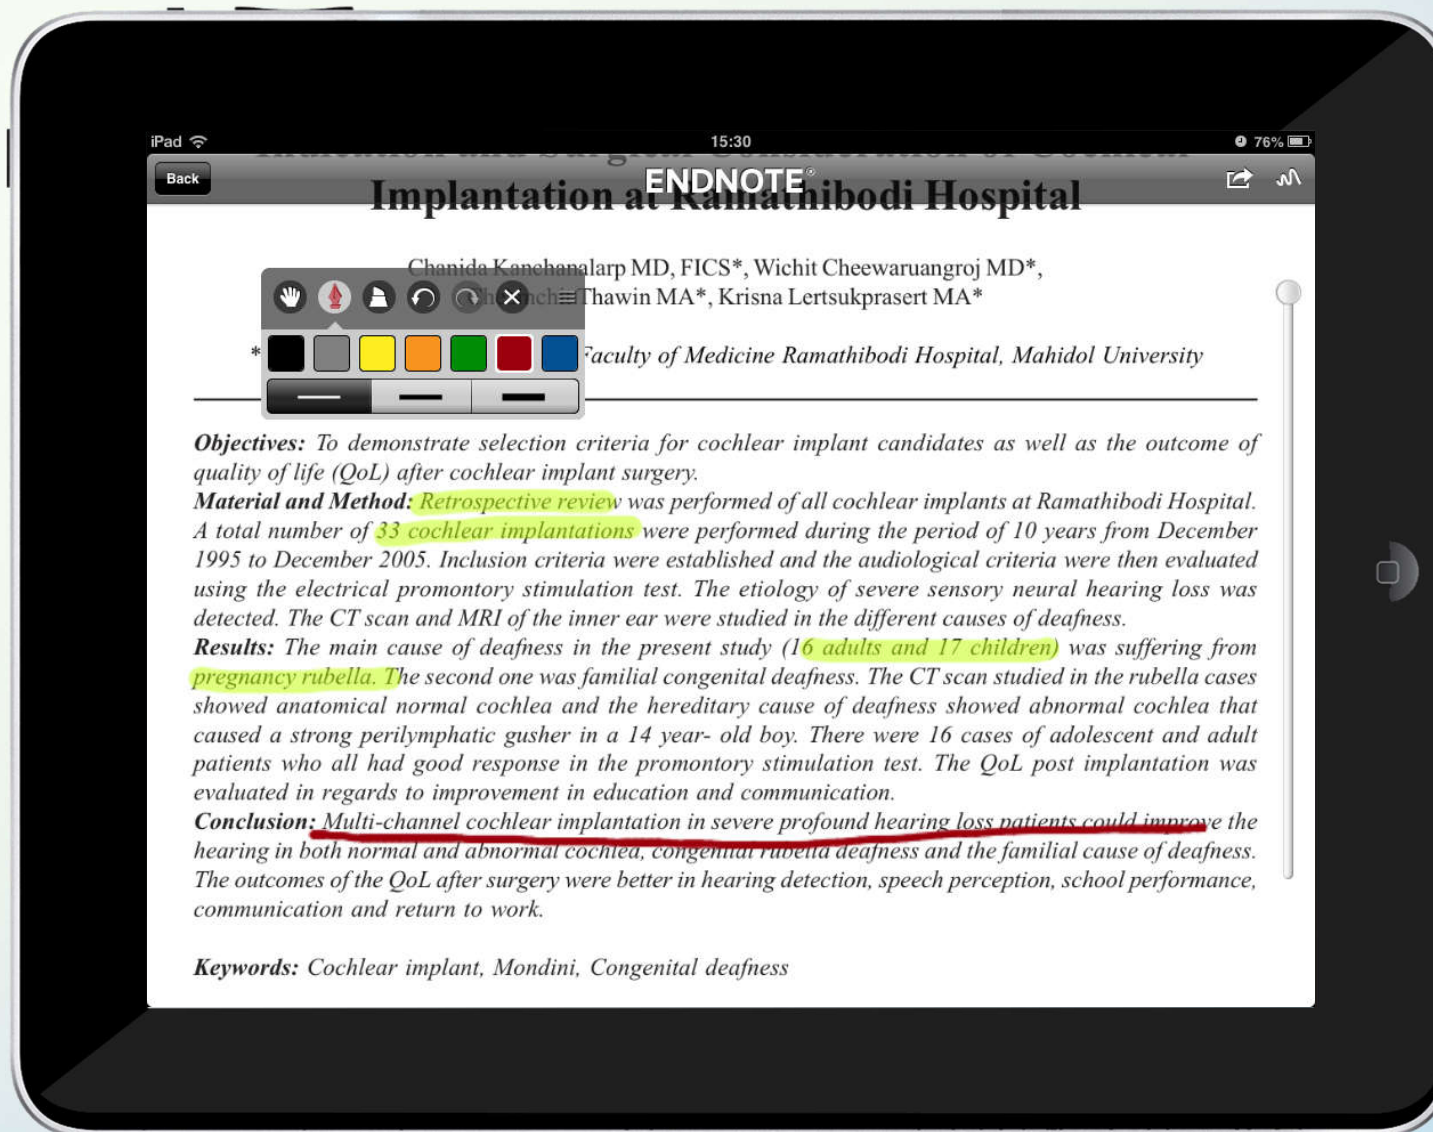 iPad 15:30 76%
Back ENDNOTE
Implantation at Ramathibodi Hospital
Chanida Kanchanalarp MD, FICS*, Wichit Cheewaruangroj MD*,
Thawin MA*, Krisna Lertsukprasert MA*
* Faculty of Medicine Ramathibodi Hospital, Mahidol University
Objectives: To demonstrate selection criteria for cochlear implant candidates as well as the outcome of
quality of life (QoL) after cochlear implant surgery.
Material and Method: Retrospective review was performed of all cochlear implants at Ramathibodi Hospital.
A total number of 33 cochlear implantations were performed during the period of 10 years from December
1995 to December 2005. Inclusion criteria were established and the audiological criteria were then evaluated
using the electrical promontory stimulation test. The etiology of severe sensory neural hearing loss was
detected. The CT scan and MRI of the inner ear were studied in the different causes of deafness.
Results: The main cause of deafness in the present study (16 adults and 17 children) was suffering from
pregnancy rubella. The second one was familial congenital deafness. The CT scan studied in the rubella cases
showed anatomical normal cochlea and the hereditary cause of deafness showed abnormal cochlea that
caused a strong perilymphatic gusher in a 14 year- old boy. There were 16 cases of adolescent and adult
patients who all had good response in the promontory stimulation test. The QoL post implantation was
evaluated in regards to improvement in education and communication.
Conclusion: Multi-channel cochlear implantation in severe profound hearing loss patients could improve the
hearing in both normal and abnormal cochlea, congenital rubella deafness and the familial cause of deafness.
The outcomes of the QoL after surgery were better in hearing detection, speech perception, school performance,
communication and return to work.
Keywords: Cochlear implant, Mondini, Congenital deafness